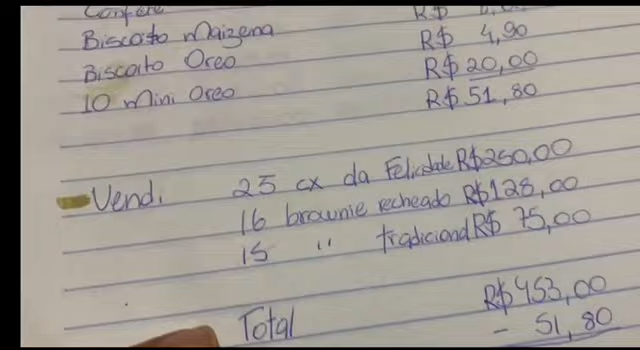 Biscoito Maizena R$ 4,90
Biscoito Oreo R$ 20,00
10 Mini Oreo R$ 51,80
Vendi 25 cx da Felicidade R$250,00
16 brownie recheado R$128,00
15 " tradicional R$ 75,00
Total R$453,00
- 51,80